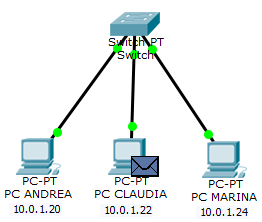 Switch-PT
Switch
PC-PT
PC ANDREA
10.0.1.20
PC-PT
PC CLAUDIA
10.0.1.22
PC-PT
PC MARINA
10.0.1.24